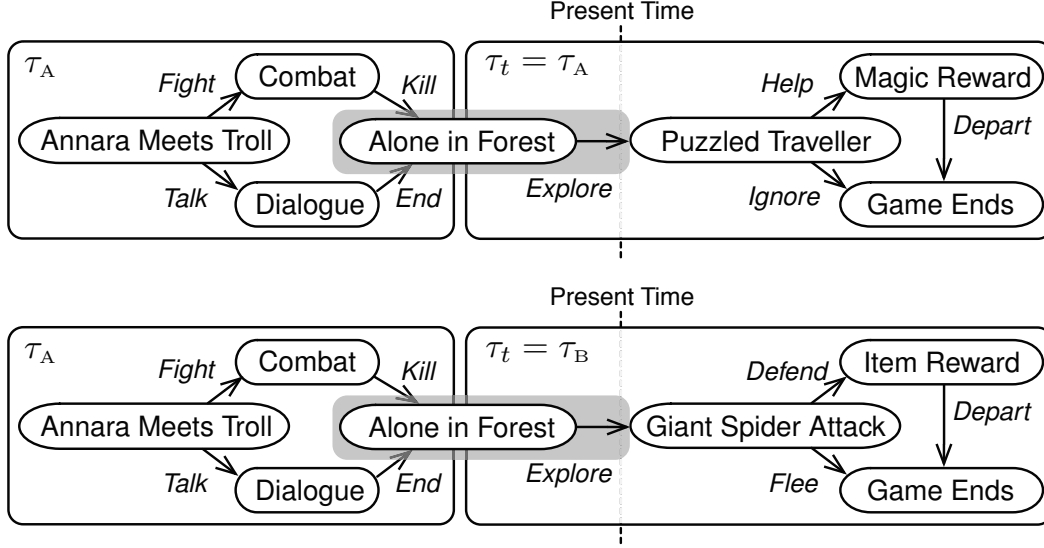 Present Time
τA
τt = τA
Fight
Combat
Kill
Help
Magic Reward
Annara Meets Troll
Alone in Forest
Puzzled Traveller
Depart
Talk
Dialogue
End
Explore
Ignore
Game Ends
Present Time
τA
τt = τB
Fight
Combat
Kill
Defend
Item Reward
Annara Meets Troll
Alone in Forest
Giant Spider Attack
Depart
Talk
Dialogue
End
Explore
Flee
Game Ends